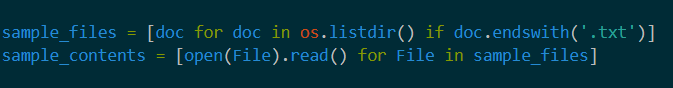 sample_files = [doc for doc in os.listdir() if doc.endswith('.txt')]
sample_contents = [open(File).read() for File in sample_files]